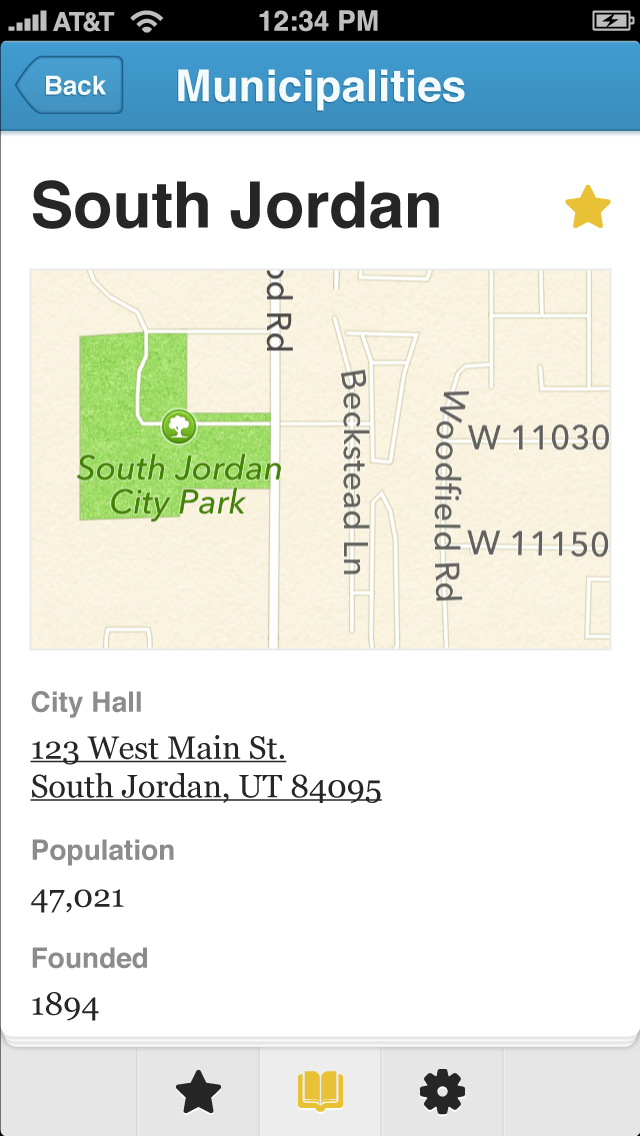 AT&T 12:34 PM
Back Municipalities
South Jordan
Rd
Beckstead Ln
Woodfield Rd
W 11030
South Jordan
City Park
W 11150
City Hall
123 West Main St.
South Jordan, UT 84095
Population
47,021
Founded
1894